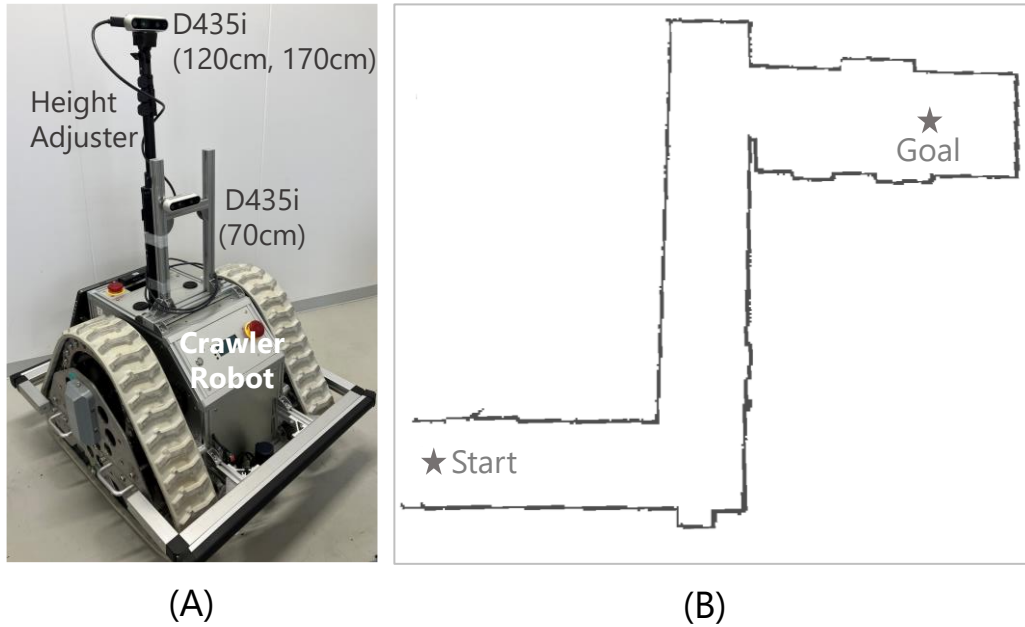 D435i
(120cm, 170cm)
Height
Adjuster
D435i
(70cm)
Crawler
Robot
(A)
Goal
Start
(B)